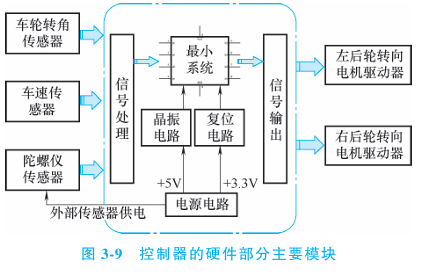 车轮转角
传感器
车速传
感器
陀螺仪
传感器
信号处理
最小
系统
晶振
电路
复位
电路
信号输出
左后轮转向
电机驱动器
右后轮转向
电机驱动器
+5V
+3.3V
电源电路
外部传感器供电
图 3-9 控制器的硬件部分主要模块